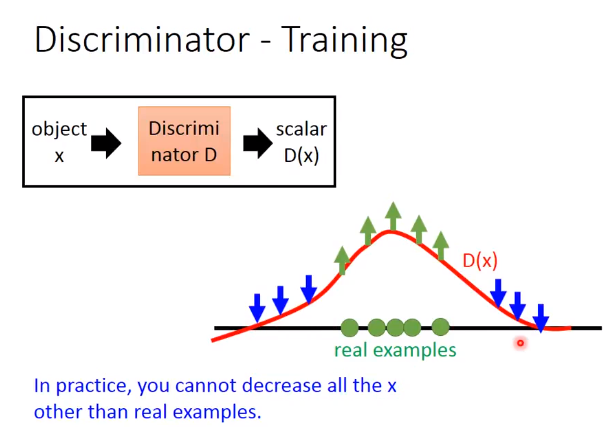 Discriminator - Training
object
x
Discrimi
nator D
scalar
D(x)
D(x)
real examples
In practice, you cannot decrease all the x
other than real examples.